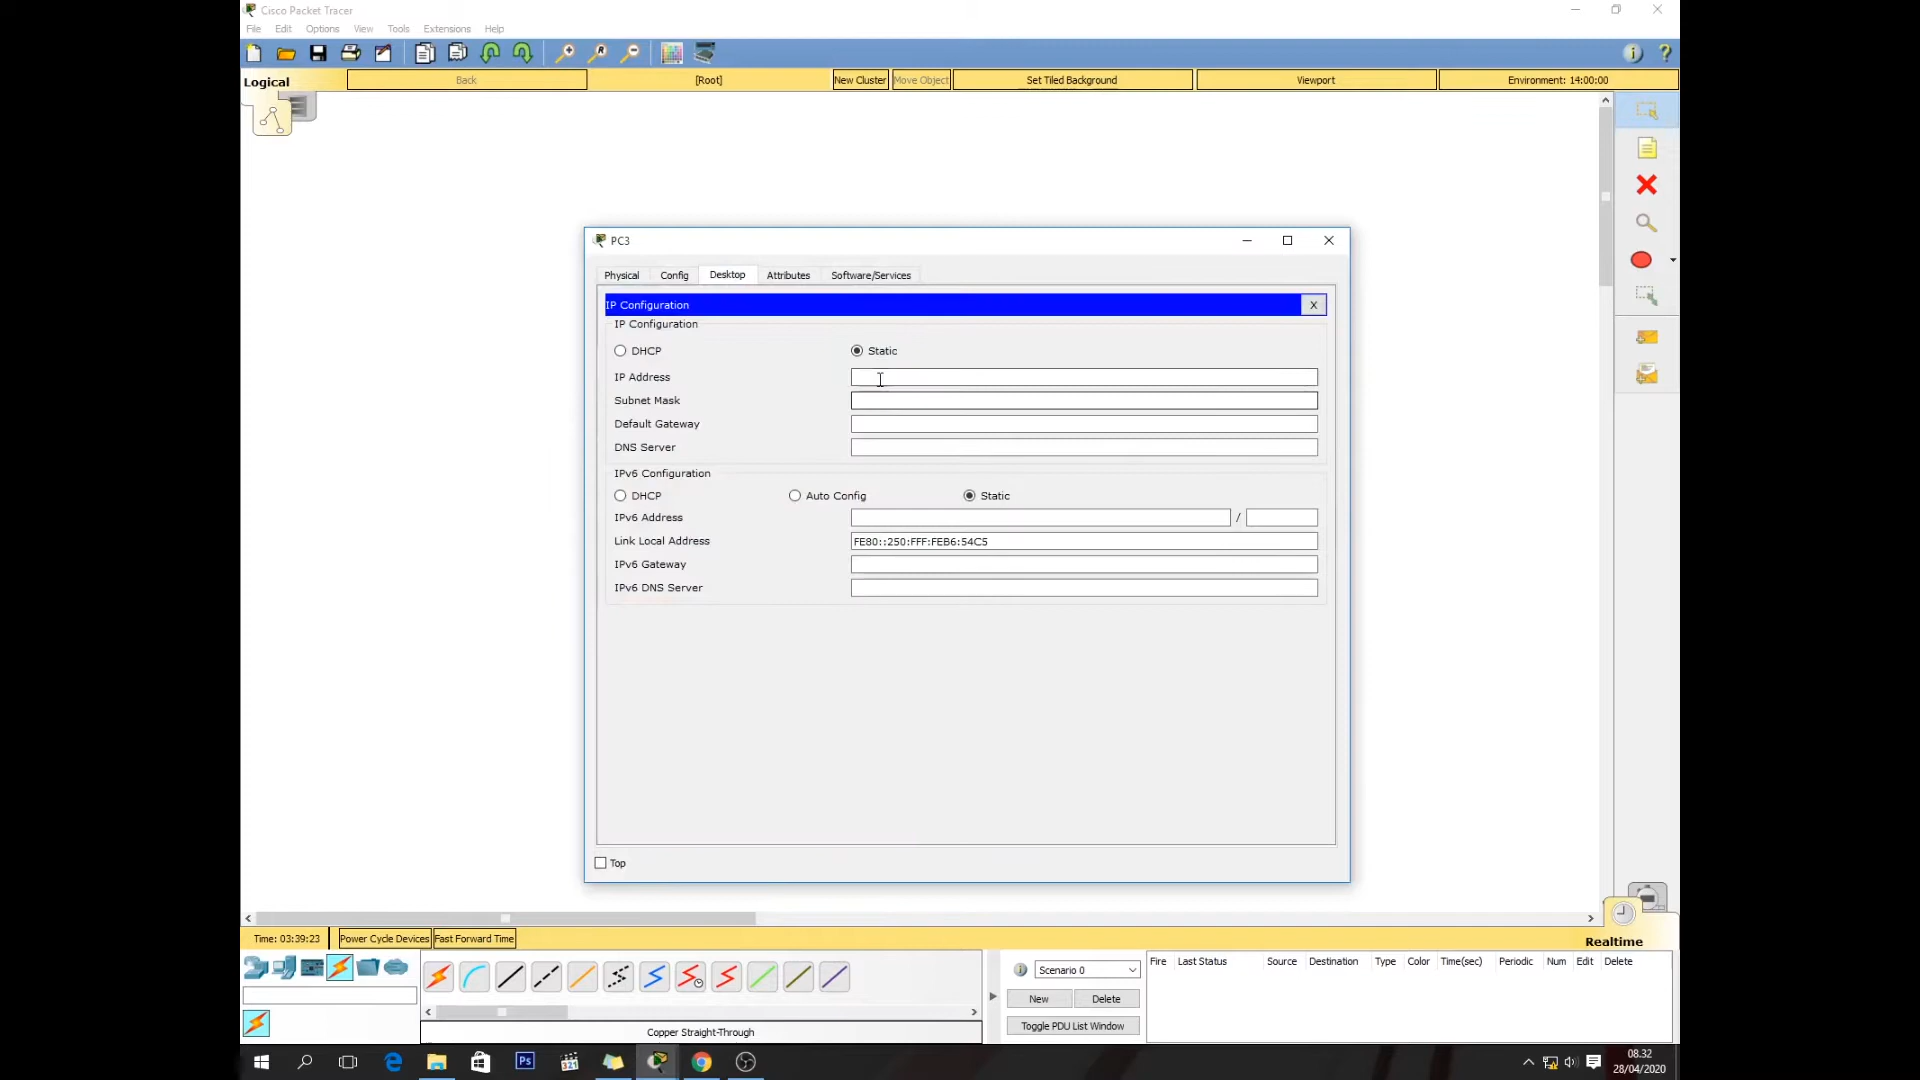 Cisco Packet Tracer
File Edit Options View Tools Extensions Help
Logical
Back
[Root]
New Cluster
Move Object
Set Tiled Background
Viewport
Environment: 14:00:00
PC3
Physical Config Desktop Attributes Software/Services
IP Configuration
X
IP Configuration
DHCP
Static
IP Address
Subnet Mask
Default Gateway
DNS Server
IPv6 Configuration
DHCP
Auto Config
Static
IPv6 Address
/
Link Local Address
FE80::250:FFF:FEB6:54C5
IPv6 Gateway
IPv6 DNS Server
Top
Time: 03:39:23
Power Cycle Devices
Fast Forward Time
Realtime
Scenario 0
New
Delete
Toggle PDU List Window
Fire Last Status Source Destination Type Color Time(sec) Periodic Num Edit Delete
Copper Straight-Through
Ps
321
08.32
28/04/2020